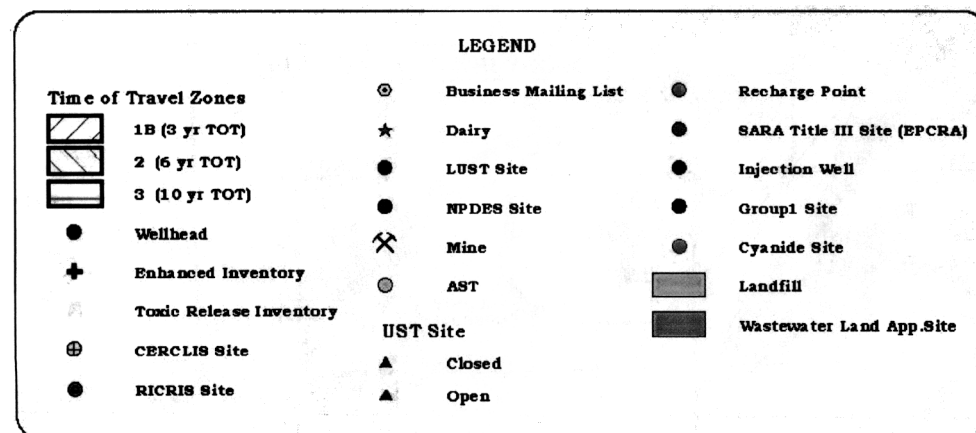 LEGEND
Time of Travel Zones
1B (3 yr TOT)
2 (6 yr TOT)
3 (10 yr TOT)
Wellhead
Enhanced Inventory
Toxic Release Inventory
CERCLIS Site
RICRIS Site
Business Mailing List
Dairy
LUST Site
NPDES Site
Mine
AST
UST Site
Closed
Open
Recharge Point
SARA Title III Site (EPCRA)
Injection Well
Group1 Site
Cyanide Site
Landfill
Wastewater Land App.Site